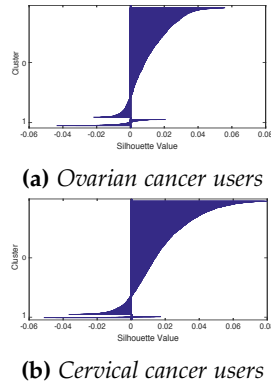 Cluster
0
1
-0.06 -0.04 -0.02 0 0.02 0.04 0.06 0.08
Silhouette Value
(a) Ovarian cancer users
Cluster
0
1
-0.06 -0.04 -0.02 0 0.02 0.04 0.06 0.08
Silhouette Value
(b) Cervical cancer users